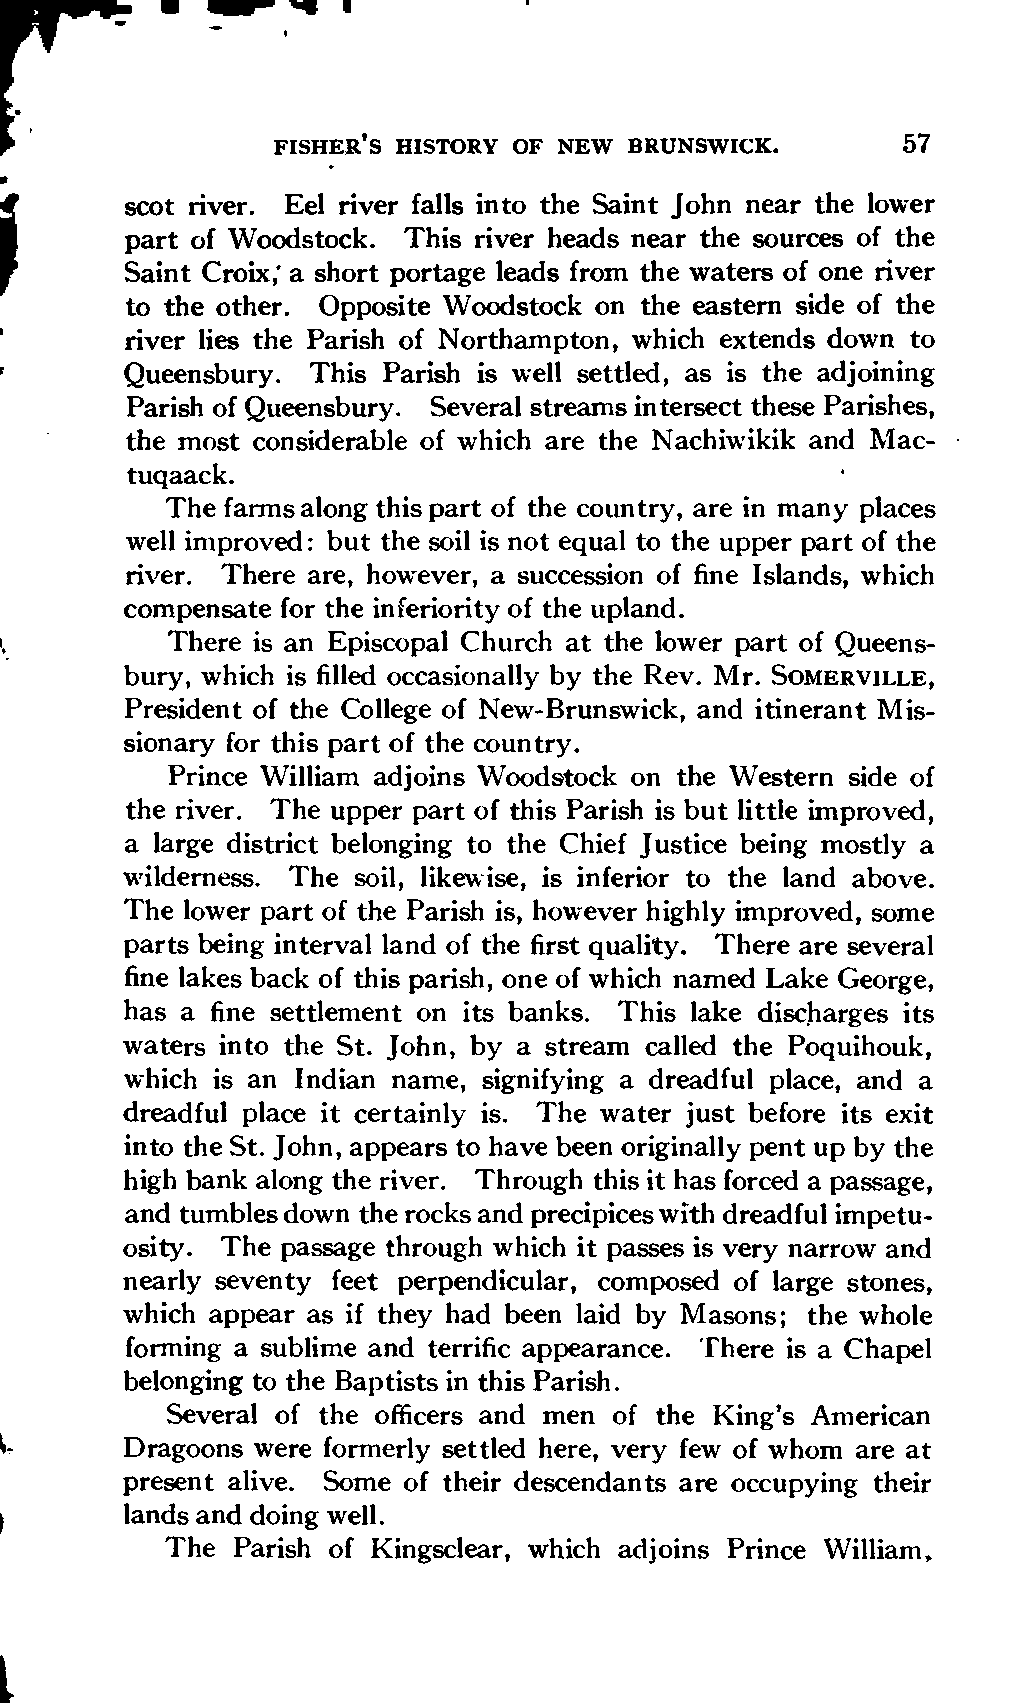 FISHER'S HISTORY OF NEW BRUNSWICK. 57
scot river. Eel river falls into the Saint John near the lower
part of Woodstock. This river heads near the sources of the
Saint Croix; a short portage leads from the waters of one river
to the other. Opposite Woodstock on the eastern side of the
river lies the Parish of Northampton, which extends down to
Queensbury. This Parish is well settled, as is the adjoining
Parish of Queensbury. Several streams intersect these Parishes,
the most considerable of which are the Nachiwikik and Mac-
tuqaack.
The farms along this part of the country, are in many places
well improved: but the soil is not equal to the upper part of the
river. There are, however, a succession of fine Islands, which
compensate for the inferiority of the upland.
There is an Episcopal Church at the lower part of Queens-
bury, which is filled occasionally by the Rev. Mr. SOMERVILLE,
President of the College of New-Brunswick, and itinerant Mis-
sionary for this part of the country.
Prince William adjoins Woodstock on the Western side of
the river. The upper part of this Parish is but little improved,
a large district belonging to the Chief Justice being mostly a
wilderness. The soil, likewise, is inferior to the land above.
The lower part of the Parish is, however highly improved, some
parts being interval land of the first quality. There are several
fine lakes back of this parish, one of which named Lake George,
has a fine settlement on its banks. This lake discharges its
waters into the St. John, by a stream called the Poquihouk,
which is an Indian name, signifying a dreadful place, and a
dreadful place it certainly is. The water just before its exit
into the St. John, appears to have been originally pent up by the
high bank along the river. Through this it has forced a passage,
and tumbles down the rocks and precipices with dreadful impetu-
osity. The passage through which it passes is very narrow and
nearly seventy feet perpendicular, composed of large stones,
which appear as if they had been laid by Masons; the whole
forming a sublime and terrific appearance. There is a Chapel
belonging to the Baptists in this Parish.
Several of the officers and men of the King's American
Dragoons were formerly settled here, very few of whom are at
present alive. Some of their descendants are occupying their
lands and doing well.
The Parish of Kingsclear, which adjoins Prince William,